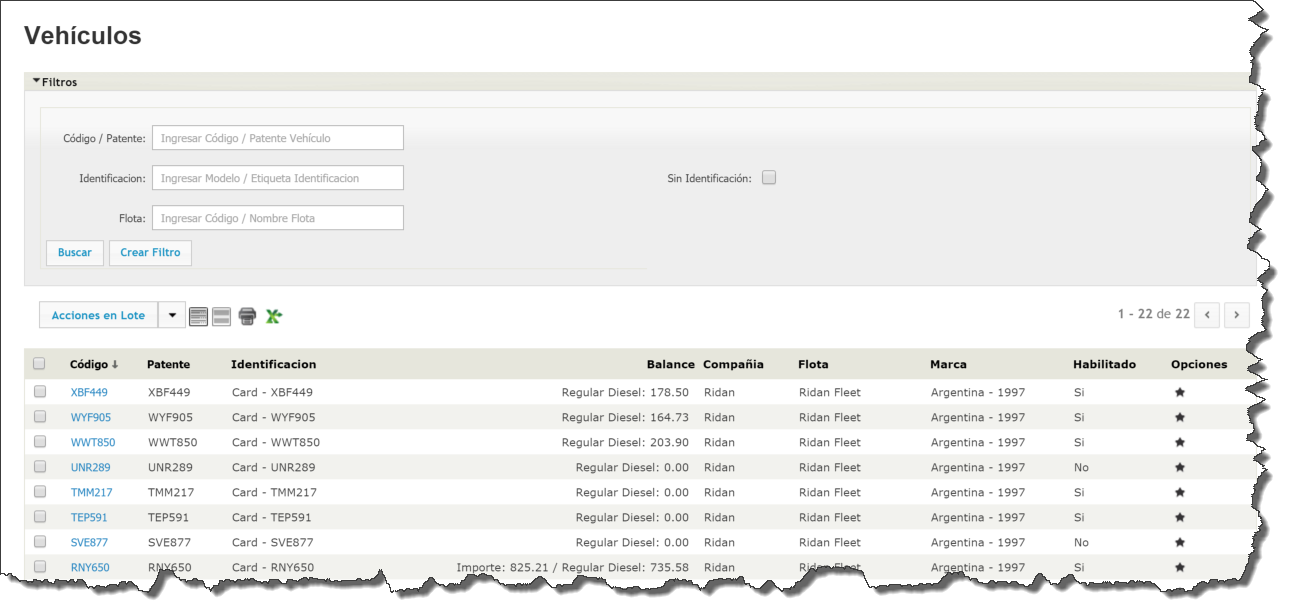 Vehículos
Filtros
Código / Patente: Ingresar Código / Patente Vehículo
Identificacion: Ingresar Modelo / Etiqueta Identificacion Sin Identificación:
Flota: Ingresar Código / Nombre Flota
Buscar Crear Filtro
Acciones en Lote 1 - 22 de 22
Código ↓ Patente Identificacion Balance Compañia Flota Marca Habilitado Opciones
XBF449 XBF449 Card - XBF449 Regular Diesel: 178.50 Ridan Ridan Fleet Argentina - 1997 Si
WYF905 WYF905 Card - WYF905 Regular Diesel: 164.73 Ridan Ridan Fleet Argentina - 1997 Si
WWT850 WWT850 Card - WWT850 Regular Diesel: 203.90 Ridan Ridan Fleet Argentina - 1997 Si
UNR289 UNR289 Card - UNR289 Regular Diesel: 0.00 Ridan Ridan Fleet Argentina - 1997 No
TMM217 TMM217 Card - TMM217 Regular Diesel: 0.00 Ridan Ridan Fleet Argentina - 1997 Si
TEP591 TEP591 Card - TEP591 Regular Diesel: 0.00 Ridan Ridan Fleet Argentina - 1997 Si
SVE877 SVE877 Card - SVE877 Regular Diesel: 0.00 Ridan Ridan Fleet Argentina - 1997 No
RNY650 RNY650 Card - RNY650 Importe: 825.21 / Regular Diesel: 735.58 Ridan Ridan Fleet Argentina - 1997 Si